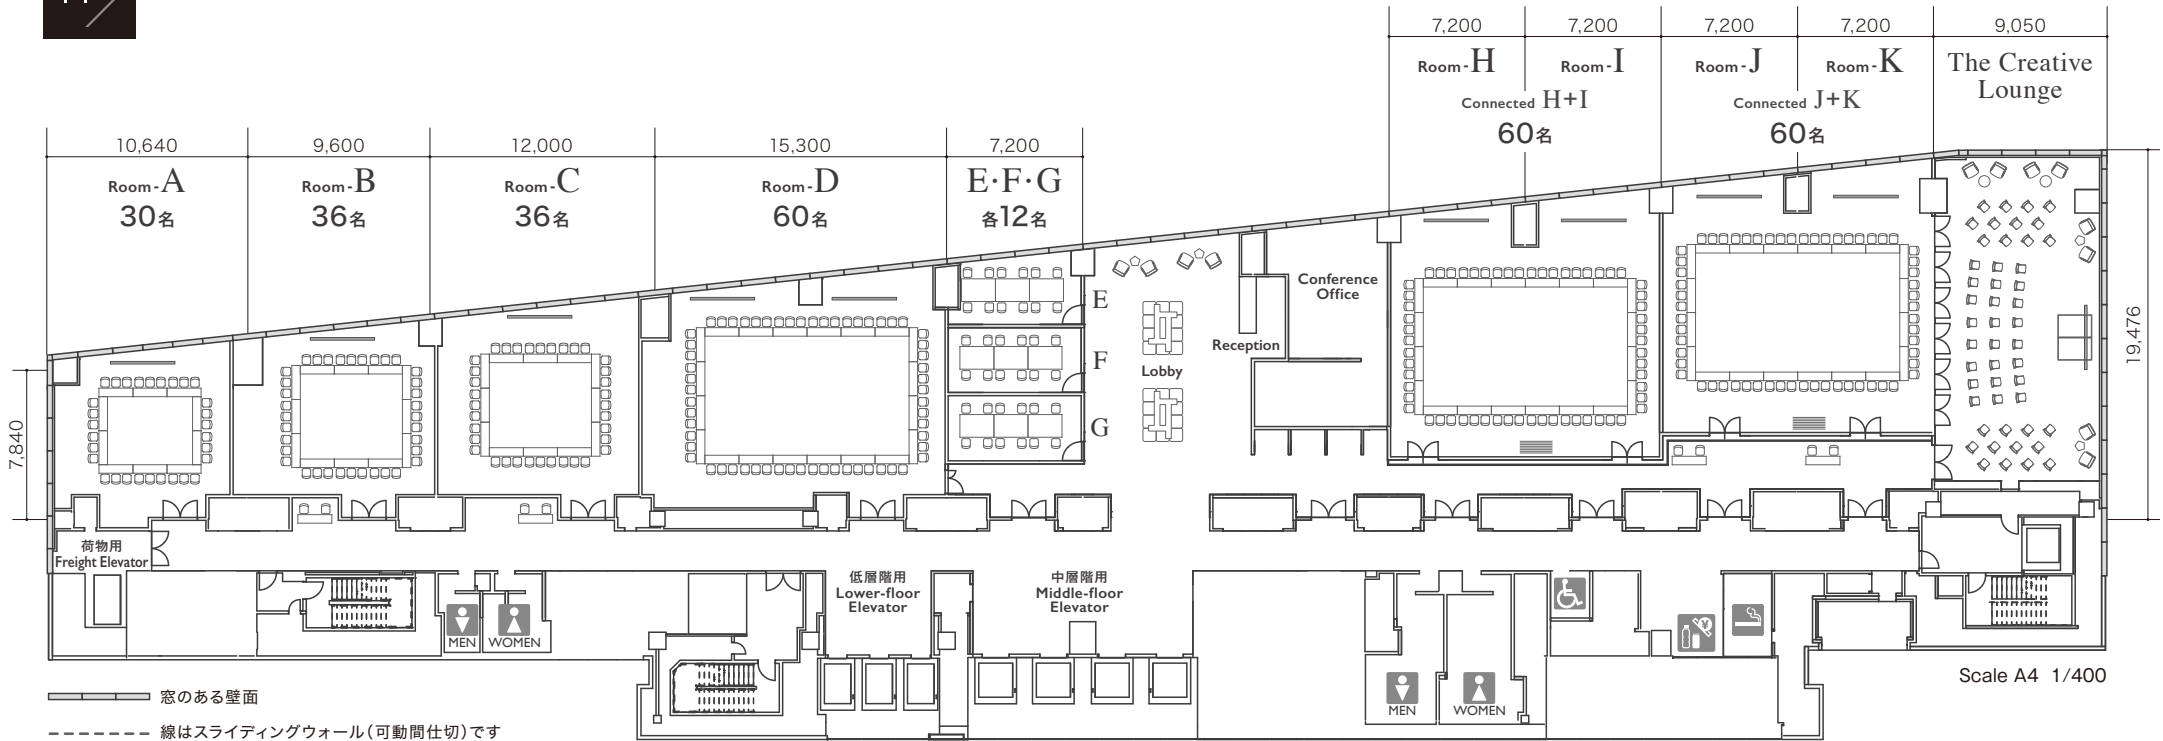 7,200 7,200 7,200 7,200 9,050
Room-H Room-I Room-J Room-K The Creative
Lounge
Connected H+I Connected J+K
60名 60名
10,640 9,600 12,000 15,300 7,200
Room-A Room-B Room-C Room-D E·F·G
30名 36名 36名 60名 各12名
E
Conference
Office
Reception
F
Lobby
G
7,840
19,476
荷物用
Freight Elevator
低層階用
Lower-floor
Elevator
中層階用
Middle-floor
Elevator
MEN WOMEN
MEN WOMEN
¥
Scale A4 1/400
窓のある壁面
線はスライディングウォール(可動間仕切)です